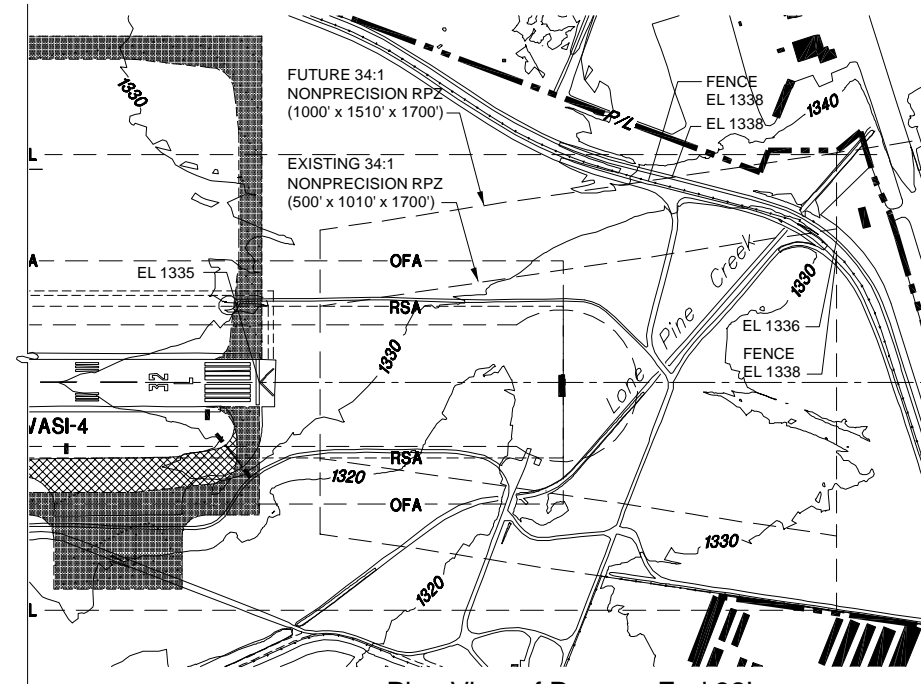 1330
FUTURE 34:1
NONPRECISION RPZ
(1000' x 1510' x 1700')
FENCE
EL 1338
EL 1338
1340
P/L
L
EXISTING 34:1
NONPRECISION RPZ
(500' x 1010' x 1700')
A
OFA
EL 1335
RSA
Lone Pine Creek
1330
1330
EL 1336
FENCE
EL 1338
32
L
VASI-4
RSA
1320
OFA
1330
1320
L